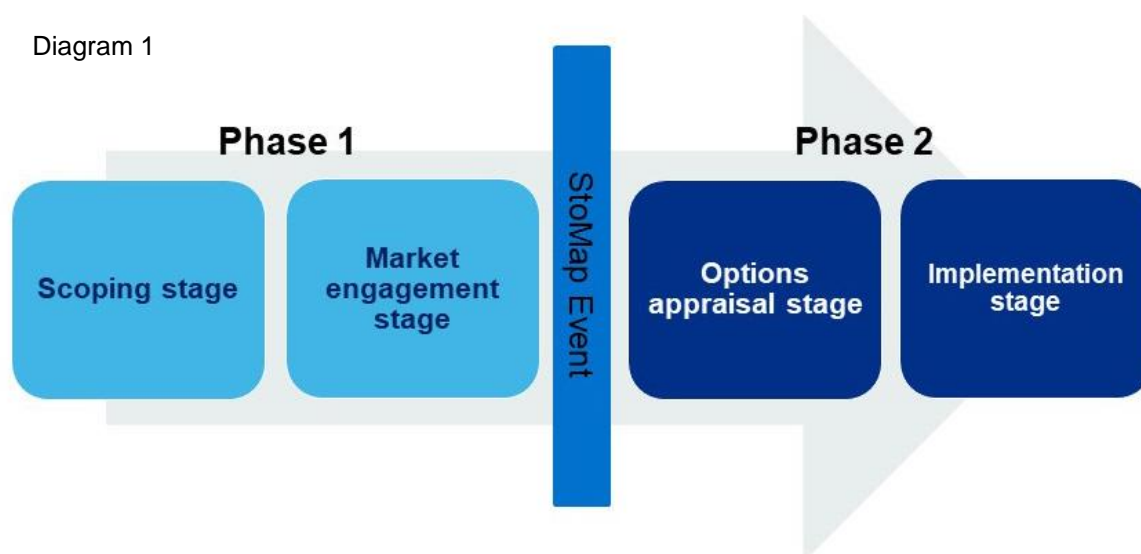 Diagram 1
Phase 1
Phase 2
Scoping stage
Market
engagement
stage
StoMap Event
Options
appraisal stage
Implementation
stage